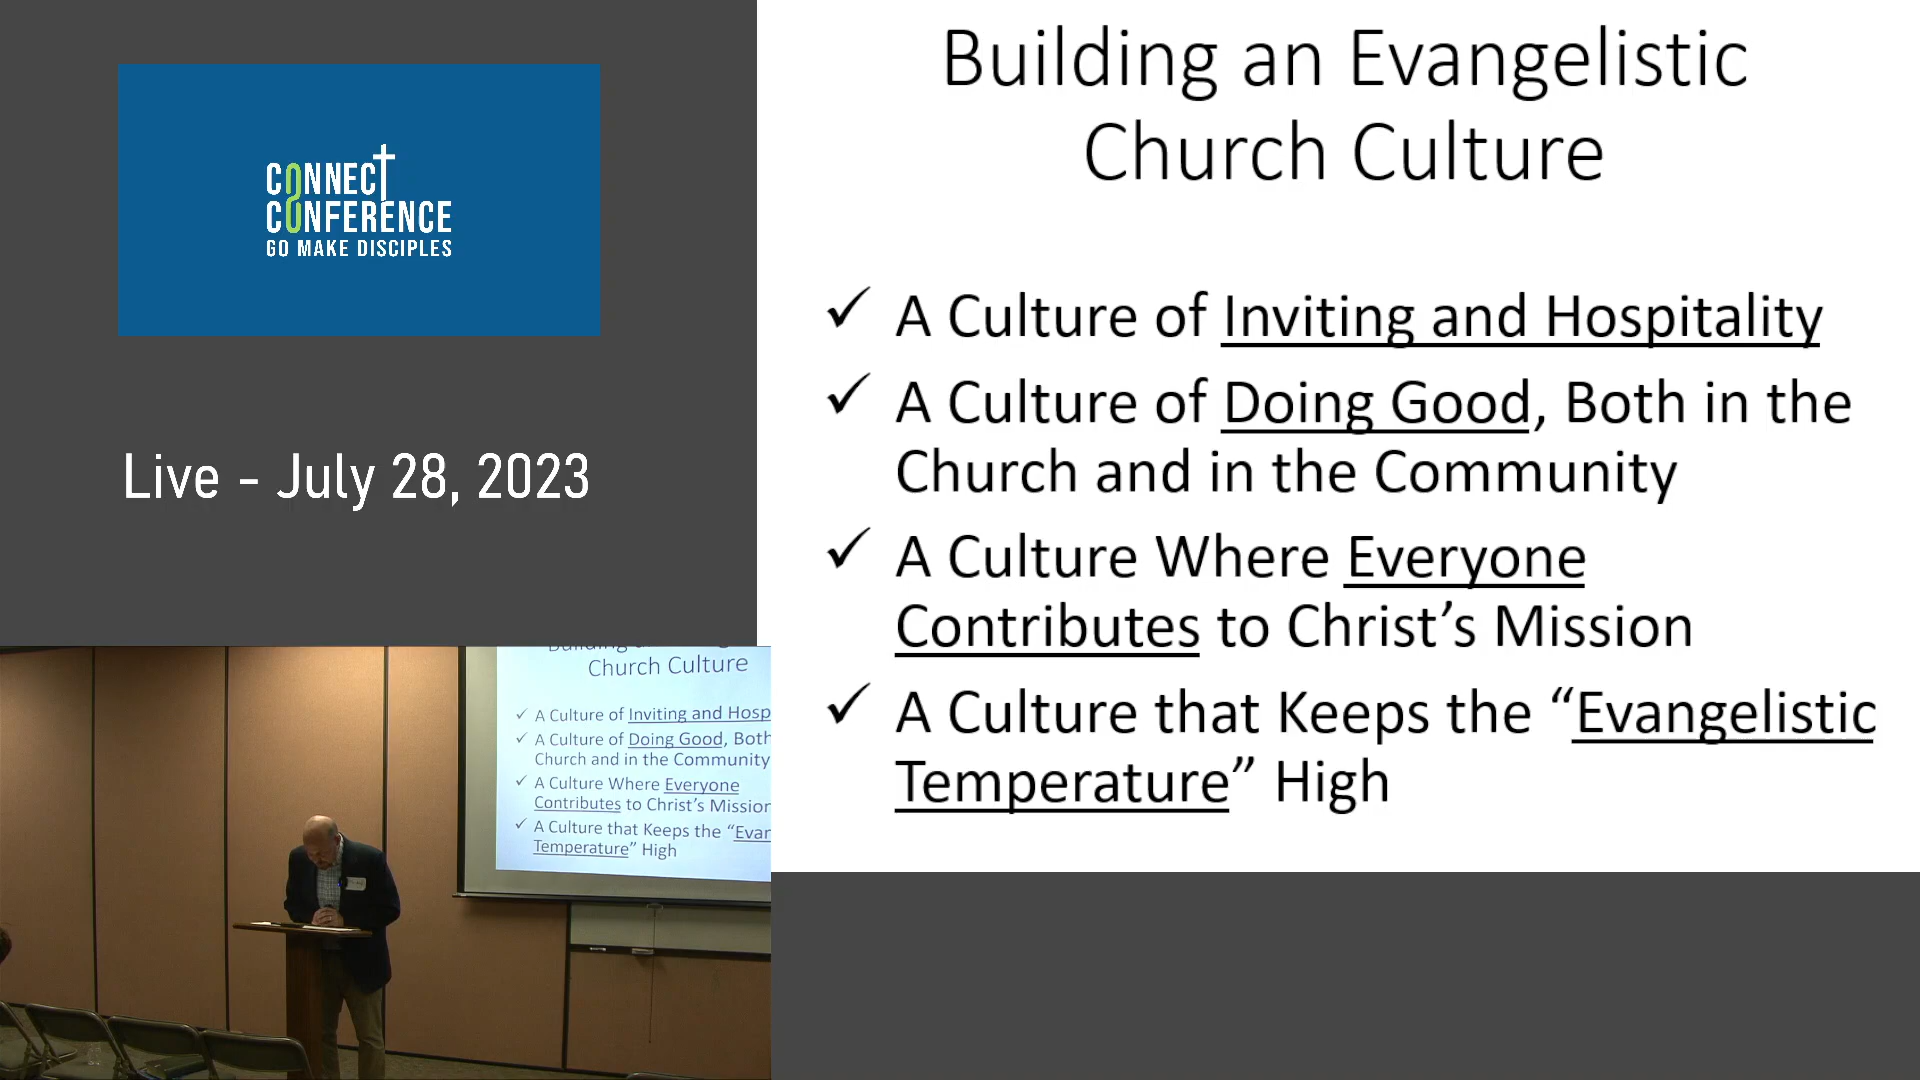 CONNECT
CONFERENCE
GO MAKE DISCIPLES
Live - July 28, 2023
Building an Evangelistic
Church Culture
✓ A Culture of Inviting and Hospitality
✓ A Culture of Doing Good, Both in the
Church and in the Community
✓ A Culture Where Everyone
Contributes to Christ’s Mission
✓ A Culture that Keeps the “Evangelistic
Temperature” High
Building
Church Culture
✓ A Culture of Inviting and Hosp
✓ A Culture of Doing Good, Both
Church and in the Community
✓ A Culture Where Everyone
Contributes to Christ’s Mission
✓ A Culture that Keeps the “Evan
Temperature” High